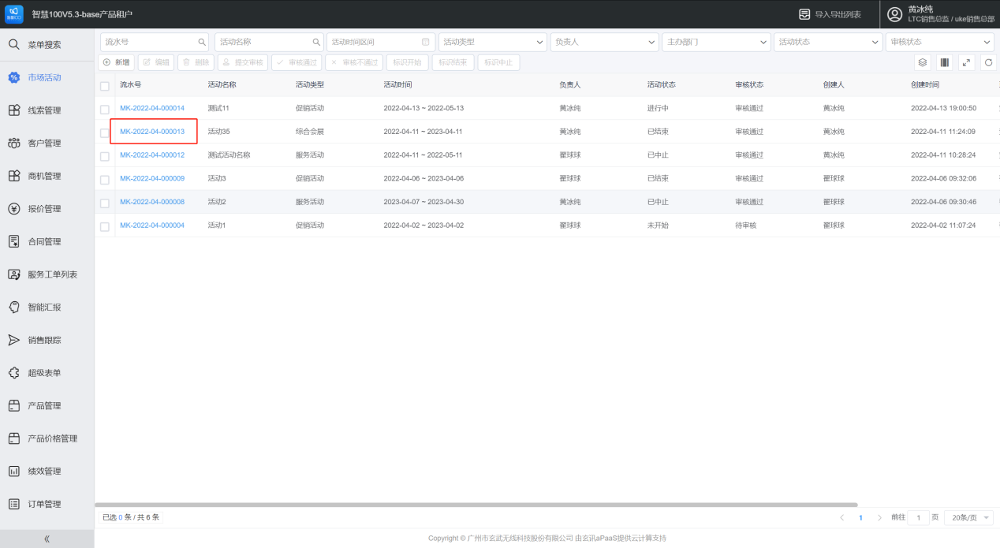 智慧100V5.3-base产品租户
导入导出列表
黄冰纯
LTC销售总监 / uke销售总部
菜单搜索
市场活动
线索管理
客户管理
商机管理
报价管理
合同管理
服务工单列表
智能汇报
销售跟踪
超级表单
产品管理
产品价格管理
绩效管理
订单管理
流水号 活动名称 活动时间区间 活动类型 负责人 主办部门 活动状态 审核状态
新增 编辑 删除 提交审核 审核通过 审核不通过 标识开始 标识结束 标识中止
流水号 活动名称 活动类型 活动时间 负责人 活动状态 审核状态 创建人 创建时间
MK-2022-04-000014 测试11 促销活动 2022-04-13 ~ 2022-05-13 黄冰纯 进行中 审核通过 黄冰纯 2022-04-13 19:00:50
MK-2022-04-000013 活动35 综合会展 2022-04-11 ~ 2023-04-11 黄冰纯 已结束 审核通过 黄冰纯 2022-04-11 11:24:09
MK-2022-04-000012 测试活动名称 服务活动 2022-04-11 ~ 2022-05-11 翟球球 已中止 审核通过 黄冰纯 2022-04-11 10:28:24
MK-2022-04-000009 活动3 促销活动 2022-04-06 ~ 2023-04-06 翟球球 已结束 审核通过 翟球球 2022-04-06 09:32:06
MK-2022-04-000008 活动2 服务活动 2023-04-07 ~ 2023-04-30 黄冰纯 已中止 审核通过 翟球球 2022-04-06 09:30:46
MK-2022-04-000004 活动1 促销活动 2022-04-02 ~ 2023-04-02 翟球球 未开始 待审核 翟球球 2022-04-02 11:07:24
已选 0 条 / 共 6 条
1 前往 1 页 20条/页
Copyright © 广州市玄武无线科技股份有限公司 由玄讯aPaaS提供云计算支持